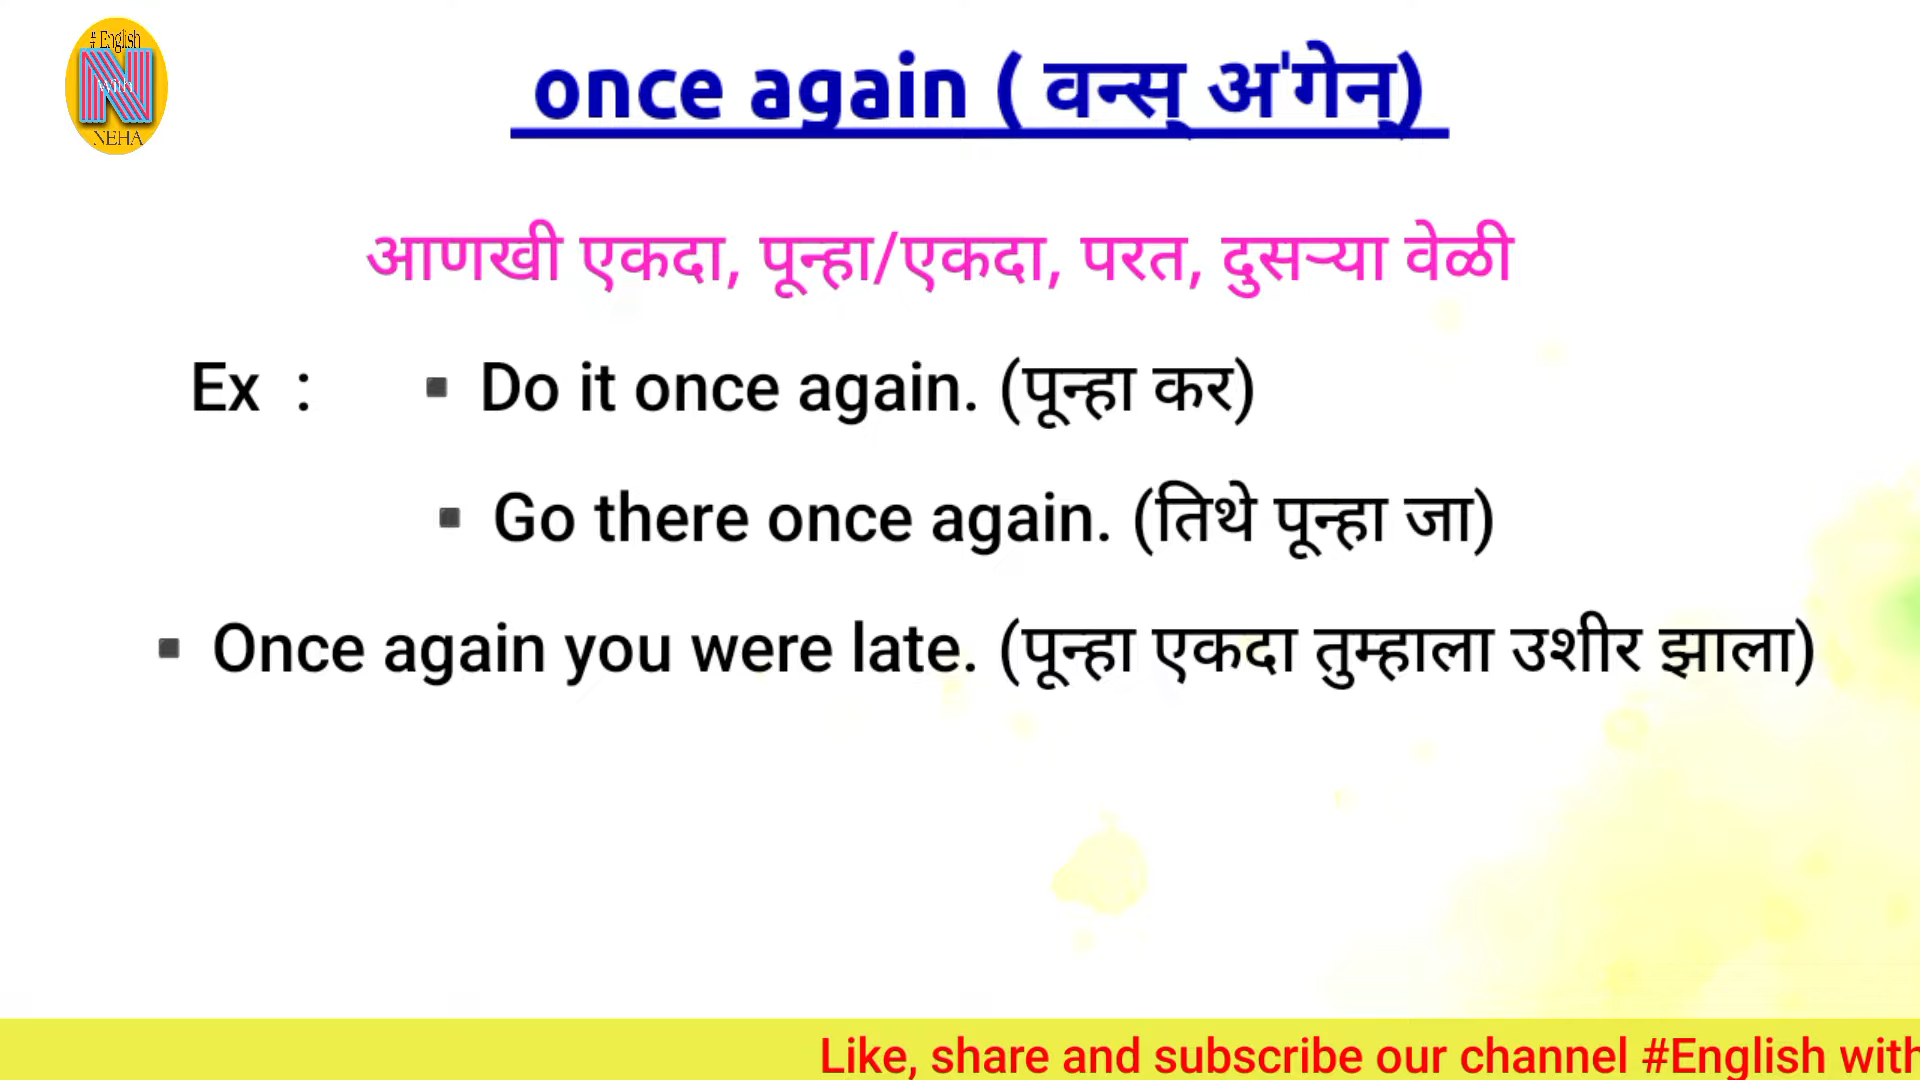 # English
With
NEHA
once again ( वन्स् अ'गेन्)
आणखी एकदा, पून्हा/एकदा, परत, दुसऱ्या वेळी
Ex : ▪ Do it once again. (पून्हा कर)
▪ Go there once again. (तिथे पून्हा जा)
▪ Once again you were late. (पून्हा एकदा तुम्हाला उशीर झाला)
Like, share and subscribe our channel #English with